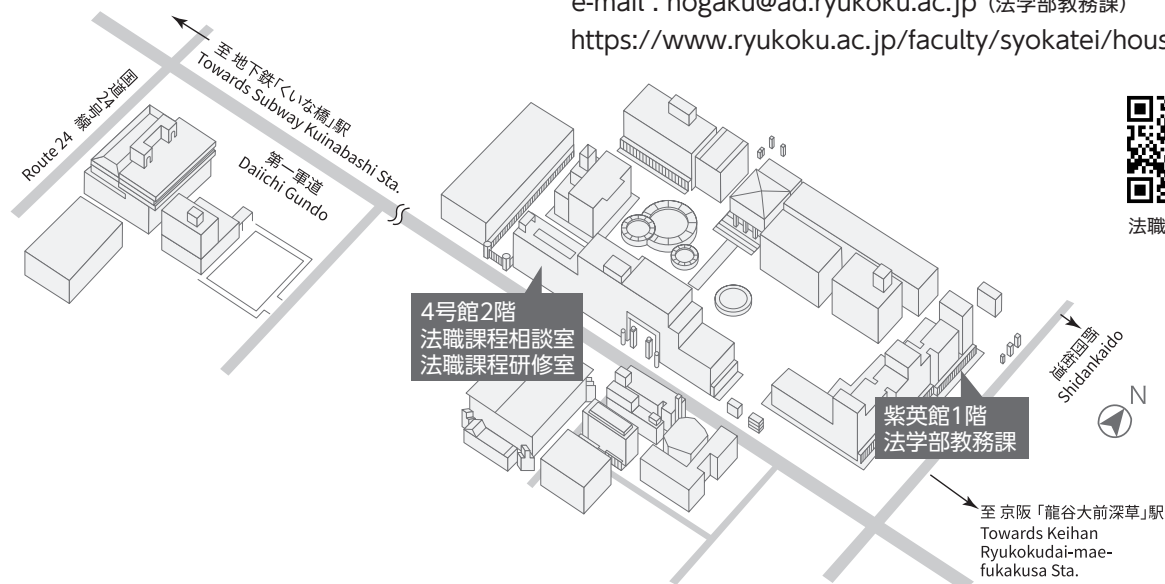 e-mail : hogaku@ad.ryukoku.ac.jp（法学部教務課）
https://www.ryukoku.ac.jp/faculty/syokatei/hous
至 地下鉄「くいな橋」駅
Towards Subway Kuinabashi Sta.
国道24号線
Route 24
第一軍道
Daiichi Gundo
法職
4号館2階
法職課程相談室
法職課程研修室
師団街道
Shidankaido
N
紫英館1階
法学部教務課
至 京阪「龍谷大前深草」駅
Towards Keihan
Ryukokudai-mae-
fukakusa Sta.